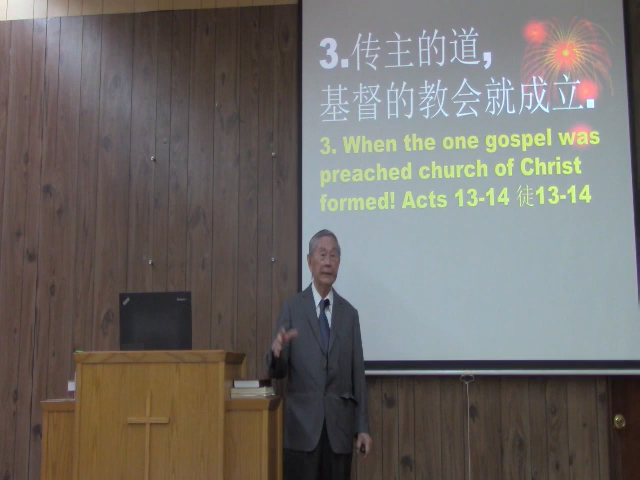 3.传主的道,
基督的教会就成立.
3. When the one gospel was
preached church of Christ
formed! Acts 13-14 徒13-14